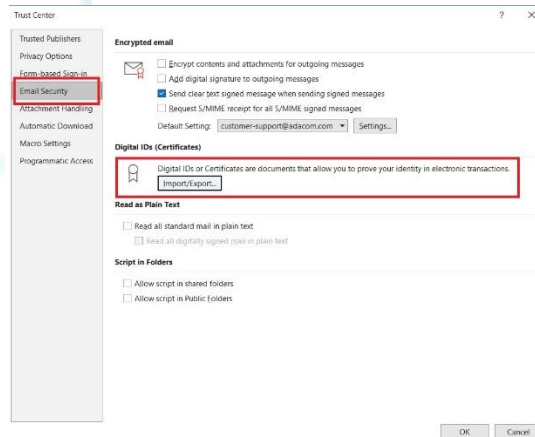 Trust Center
?
Trusted Publishers
Privacy Options
Form-based Sign-in
Email Security
Attachment Handling
Automatic Download
Macro Settings
Programmatic Access
Encrypted email
Encrypt contents and attachments for outgoing messages
Add digital signature to outgoing messages
Send clear text signed message when sending signed messages
Request S/MIME receipt for all S/MIME signed messages
Default Setting: customer-support@adacom.com Settings...
Digital IDs (Certificates)
Digital IDs or Certificates are documents that allow you to prove your identity in electronic transactions.
Import/Export...
Read as Plain Text
Read all standard mail in plain text
Read all digitally signed mail in plain text
Script in Folders
Allow script in shared folders
Allow script in Public Folders
OK Cancel